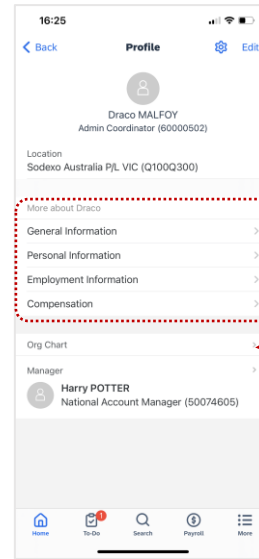 16:25
Back Profile Edit
Draco MALFOY
Admin Coordinator (60000502)
Location
Sodexo Australia P/L VIC (Q100Q300)
More about Draco
General Information
Personal Information
Employment Information
Compensation
Org Chart
Manager
Harry POTTER
National Account Manager (50074605)
1
Home To-Do Search Payroll More